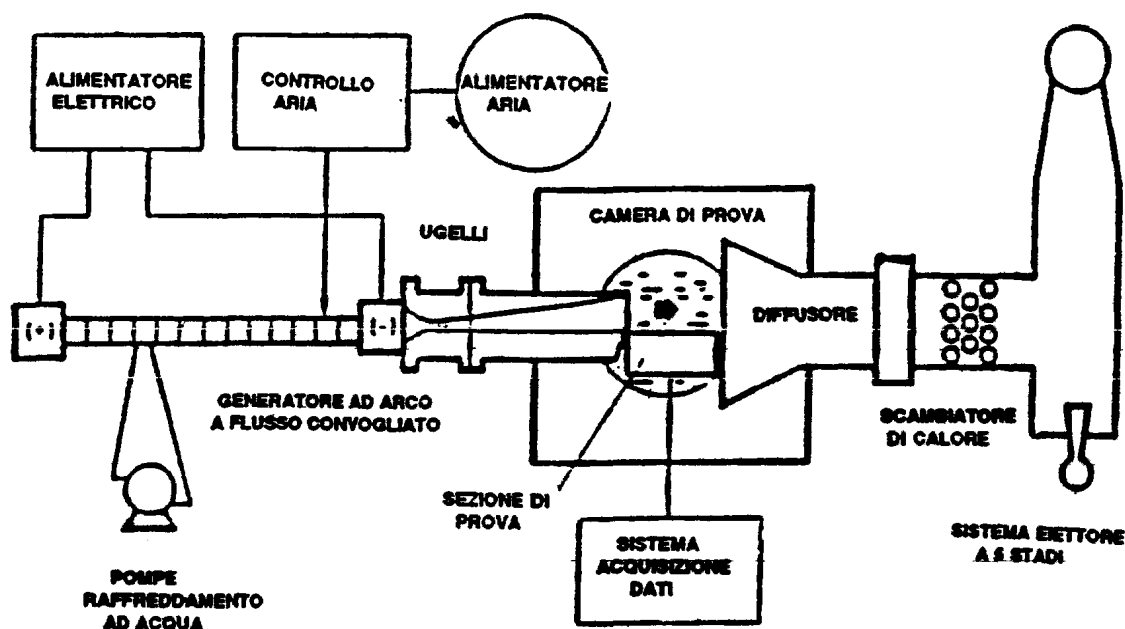 ALIMENTATORE
ELETTRICO
CONTROLLO
ARIA
ALIMENTATORE
ARIA
UGELLI
CAMERA DI PROVA
(+)
(-)
DIFFUSORE
GENERATORE AD ARCO
A FLUSSO CONVOGLIATO
SCAMBIATORE
DI CALORE
SEZIONE DI
PROVA
SISTEMA
ACQUISIZIONE
DATI
SISTEMA EIETTORE
A STADI
POMPE
RAFFREDDAMENTO
AD ACQUA